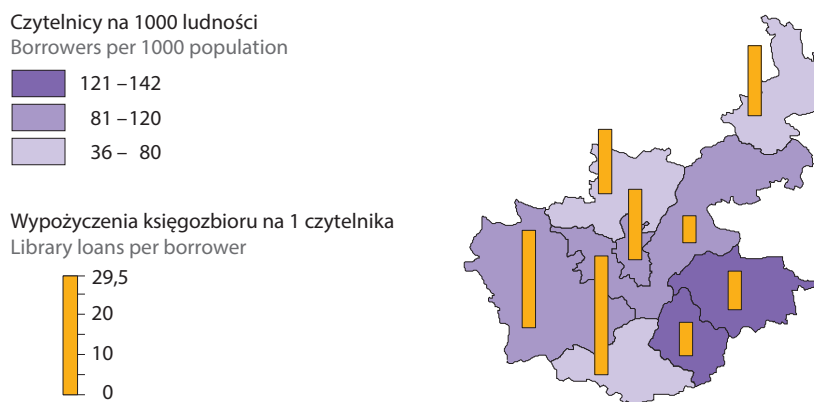 Czytelnicy na 1000 ludności
Borrowers per 1000 population
121 –142
81 –120
36 – 80
Wypożyczenia księgozbioru na 1 czytelnika
Library loans per borrower
29,5
20
10
0